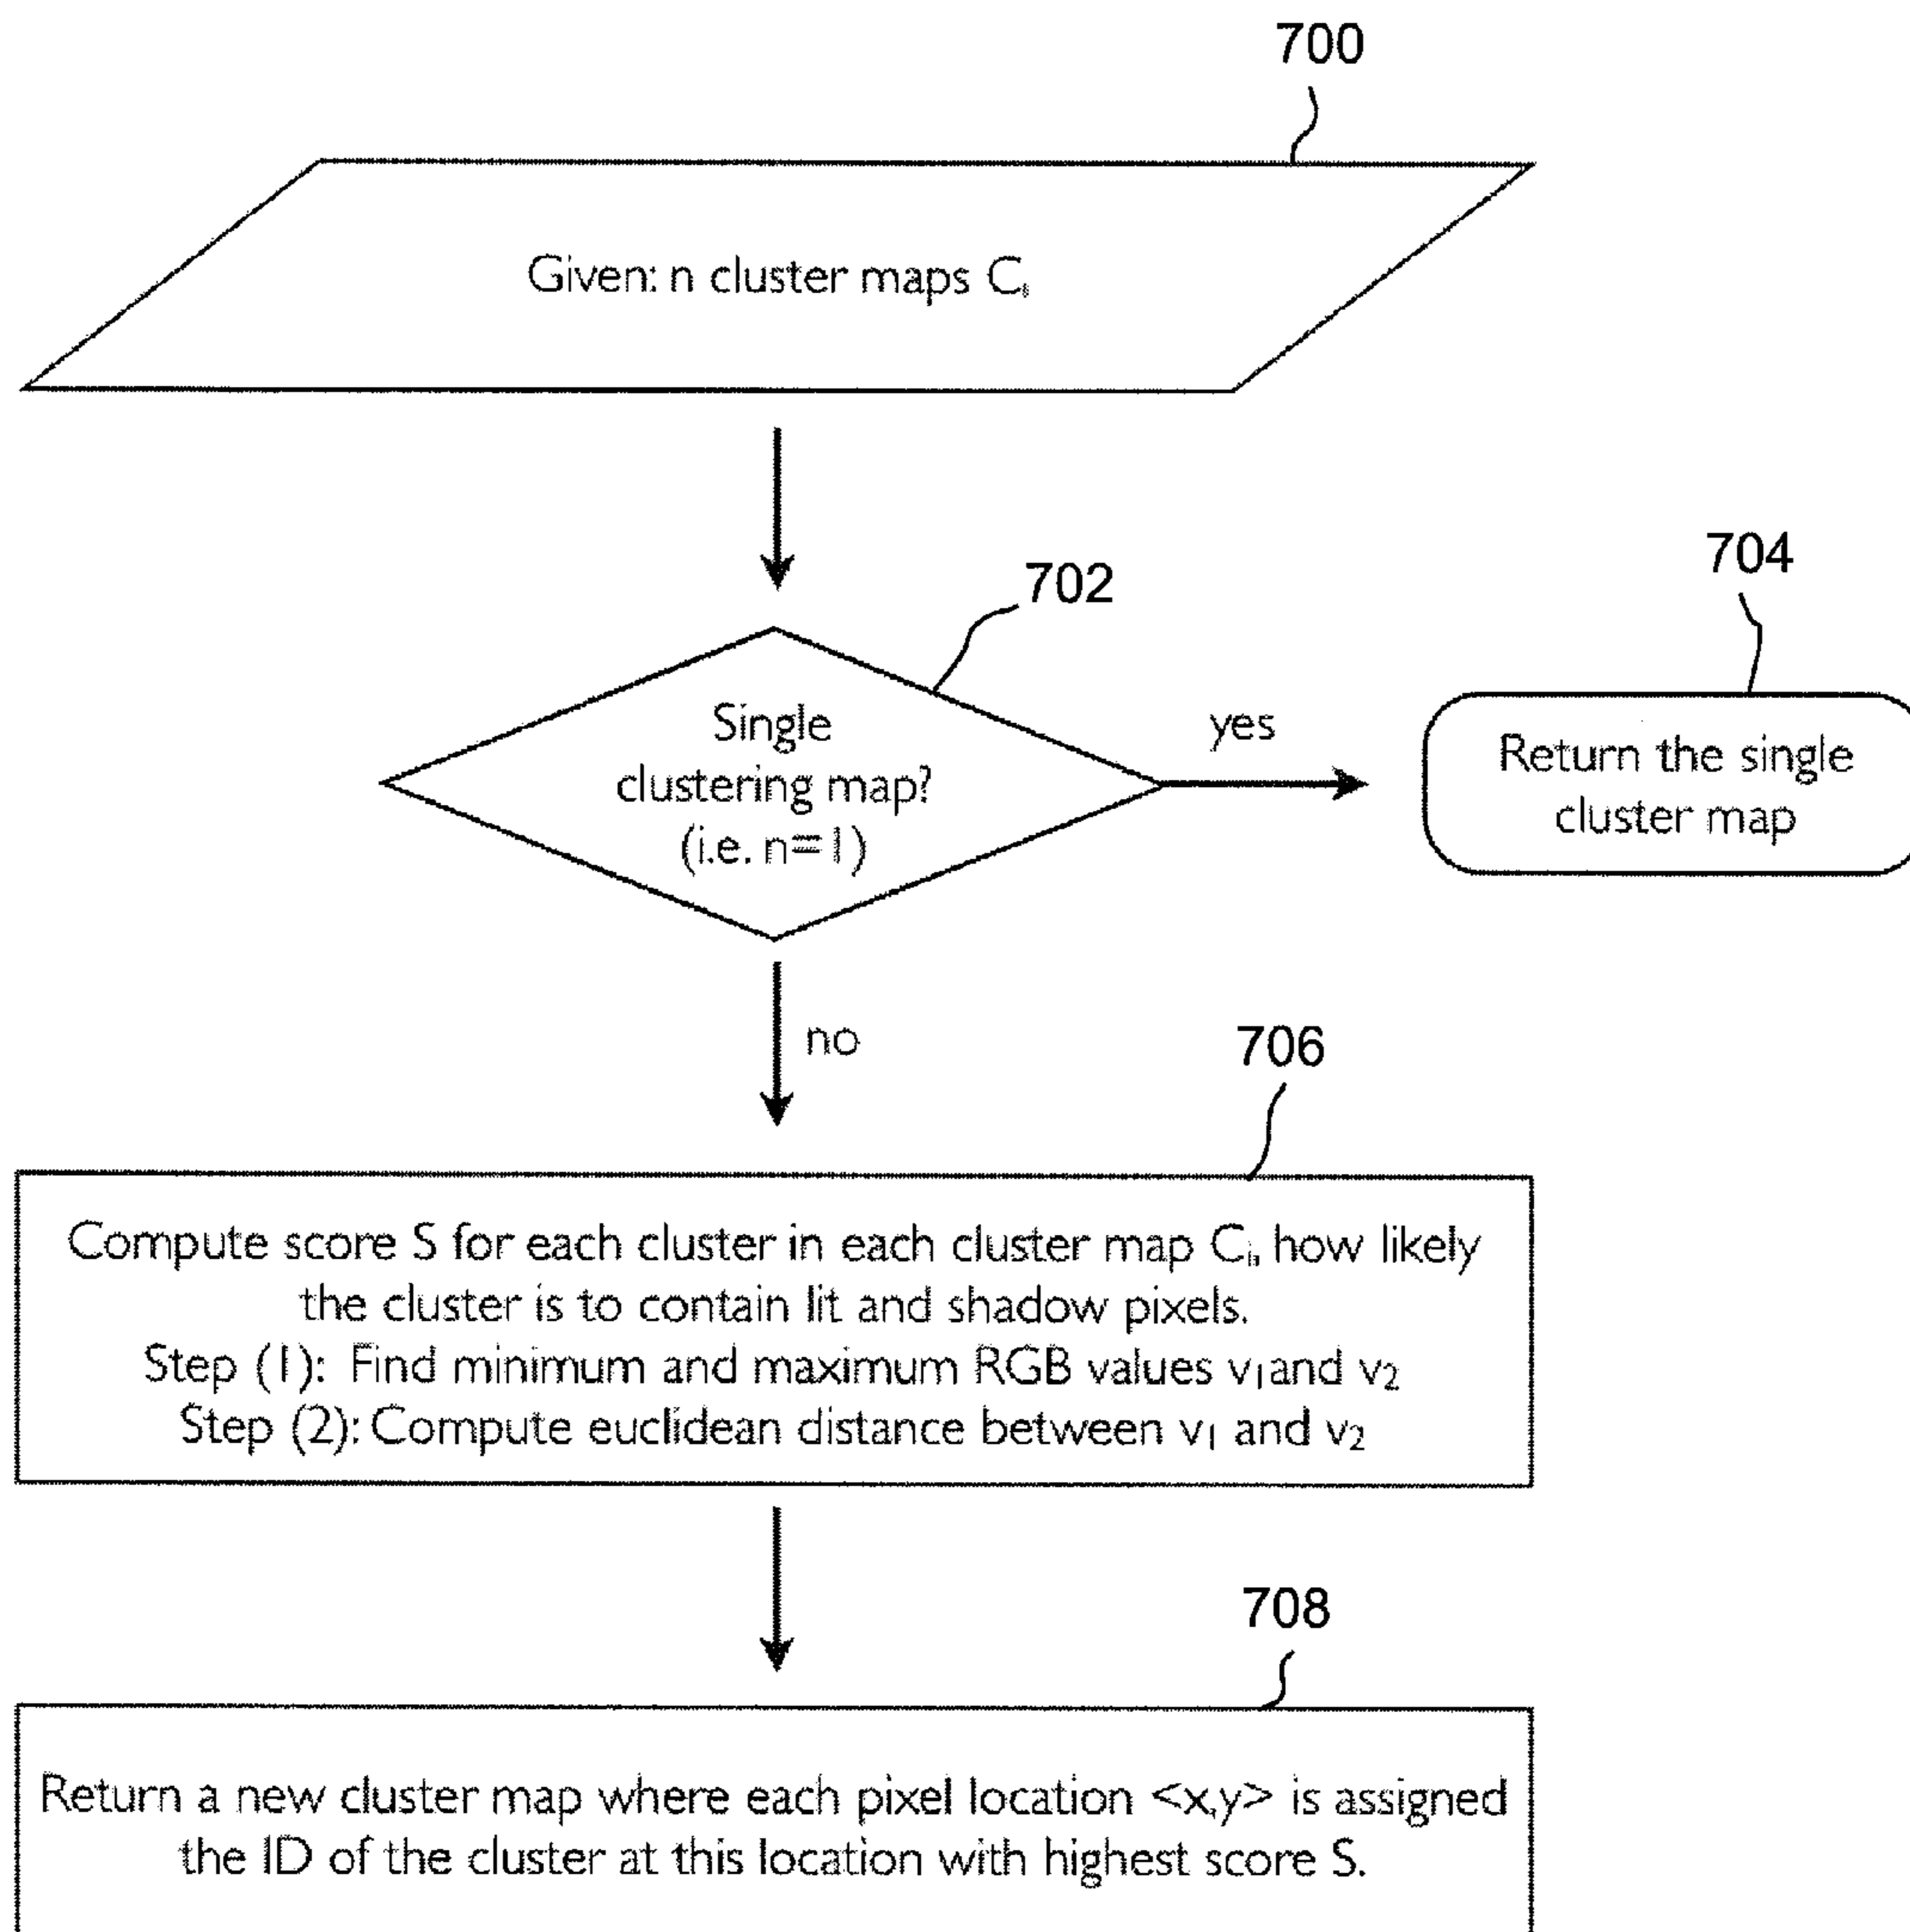 700
Given: n cluster maps Cᵢ
702
704
Single
clustering map?
(i.e. n=1)
yes
Return the single
cluster map
no
706
Compute score S for each cluster in each cluster map Cᵢ, how likely
the cluster is to contain lit and shadow pixels.
Step (1): Find minimum and maximum RGB values v₁and v₂
Step (2): Compute euclidean distance between v₁ and v₂
708
Return a new cluster map where each pixel location <x,y> is assigned
the ID of the cluster at this location with highest score S.